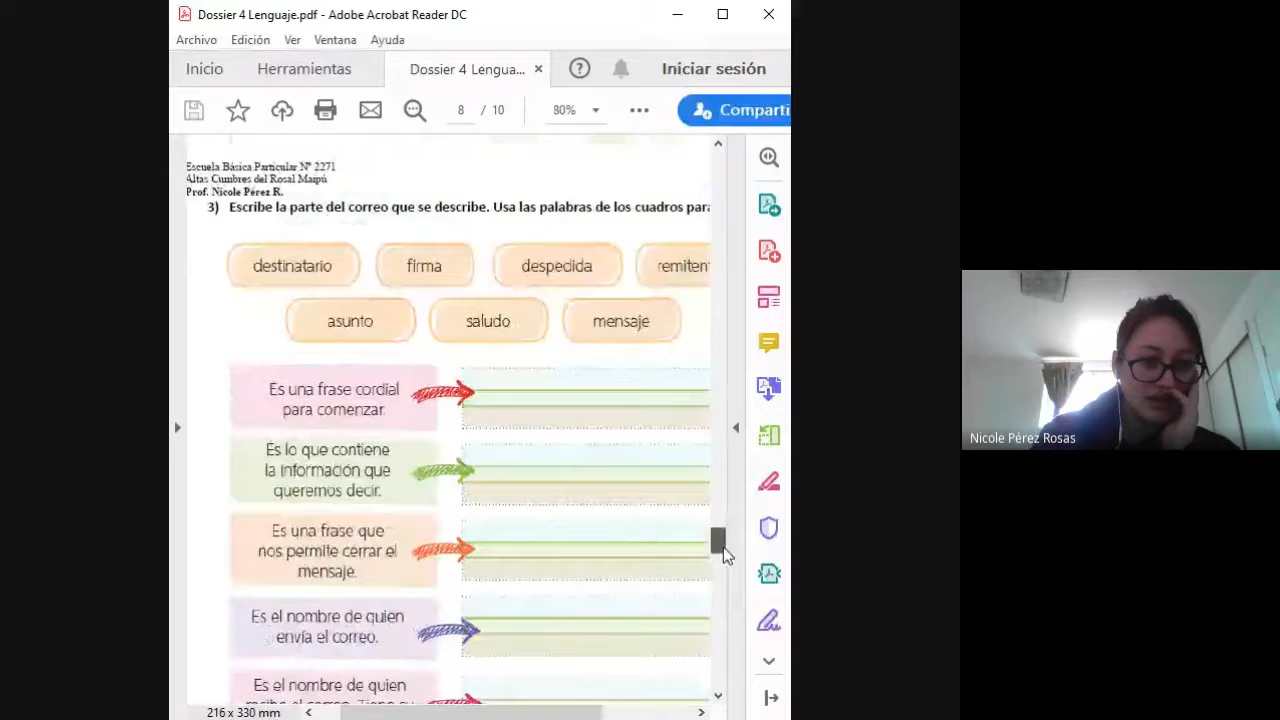 Dossier 4 Lenguaje.pdf - Adobe Acrobat Reader DC
Archivo Edición Ver Ventana Ayuda
Inicio Herramientas Dossier 4 Lengua... × Iniciar sesión
8 / 10 80% Comparti
Escuela Básica Particular Nº 2271
Altas Cumbres del Rosal Maipú
Prof. Nicole Pérez R.
3) Escribe la parte del correo que se describe. Usa las palabras de los cuadros para
destinatario firma despedida remiten
asunto saludo mensaje
Es una frase cordial
para comenzar.
Es lo que contiene
la información que
queremos decir.
Es una frase que
nos permite cerrar el
mensaje.
Es el nombre de quien
envía el correo.
Es el nombre de quien
216 x 330 mm
Nicole Pérez Rosas